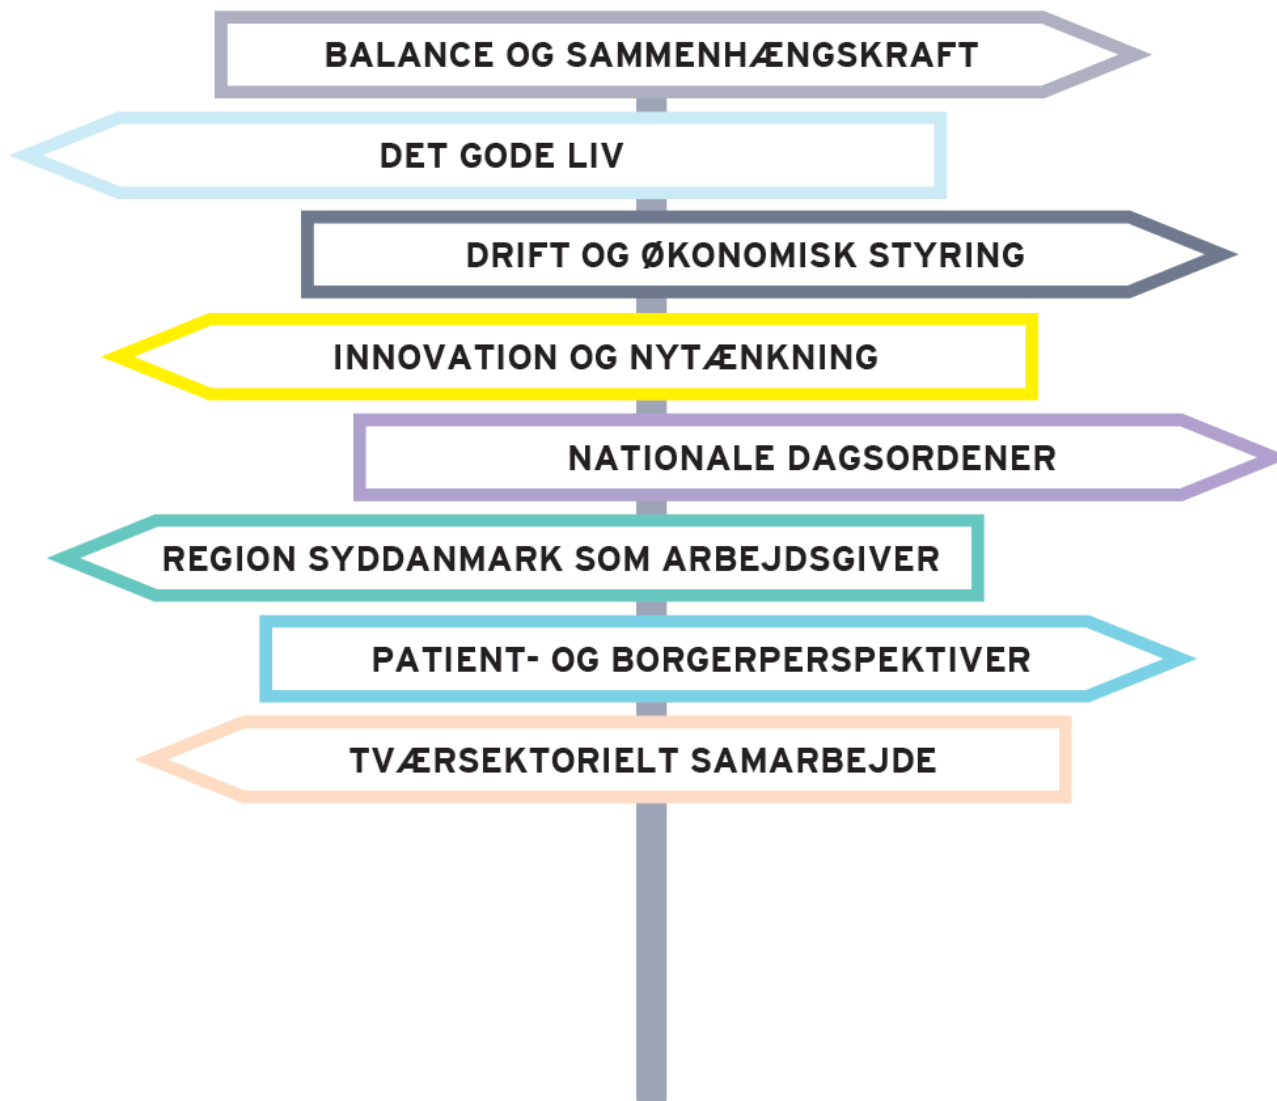 BALANCE OG SAMMENHÆNGSKRAFT
DET GODE LIV
DRIFT OG ØKONOMISK STYRING
INNOVATION OG NYTÆNKNING
NATIONALE DAGSORDENER
REGION SYDDANMARK SOM ARBEJDSGIVER
PATIENT- OG BORGERPERSPEKTIVER
TVÆRSEKTORIELT SAMARBEJDE